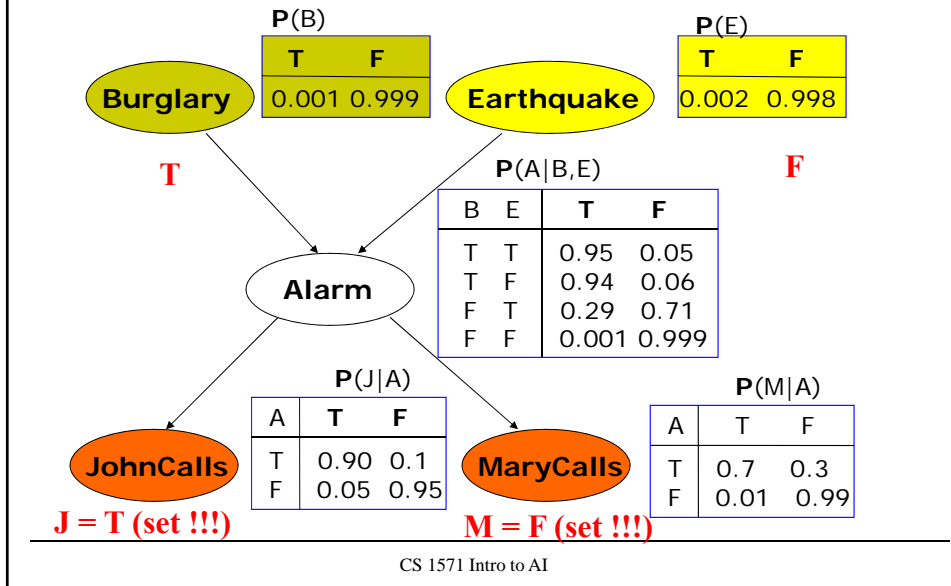 P(B)
T F
0.001 0.999
Burglary
P(E)
T F
0.002 0.998
Earthquake
T
F
P(A|B,E)
B E T F
T T 0.95 0.05
T F 0.94 0.06
F T 0.29 0.71
F F 0.001 0.999
Alarm
P(J|A)
A T F
T 0.90 0.1
F 0.05 0.95
P(M|A)
A T F
T 0.7 0.3
F 0.01 0.99
JohnCalls
MaryCalls
J = T (set !!!)
M = F (set !!!)
CS 1571 Intro to AI